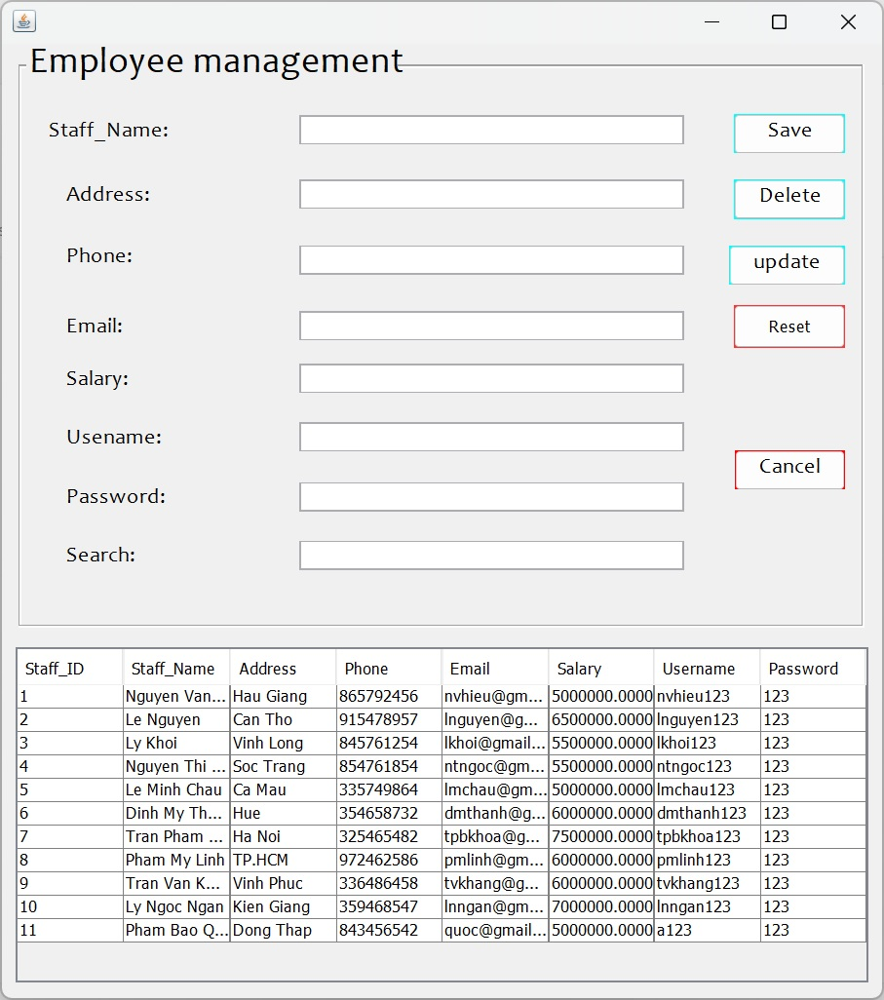 Employee management
Staff_Name: Save
Address: Delete
Phone: update
Email: Reset
Salary:
Usename:
Cancel
Password:
Search:
Staff_ID Staff_Name Address Phone Email Salary Username Password
1 Nguyen Van... Hau Giang 865792456 nvhieu@gm... 5000000.0000 nvhieu123 123
2 Le Nguyen Can Tho 915478957 lnguyen@g... 6500000.0000 lnguyen123 123
3 Ly Khoi Vinh Long 845761254 lkhoi@gmail... 5500000.0000 lkhoi123 123
4 Nguyen Thi ... Soc Trang 854761854 ntngoc@gm... 5500000.0000 ntngoc123 123
5 Le Minh Chau Ca Mau 335749864 lmchau@gm... 5000000.0000 lmchau123 123
6 Dinh My Th... Hue 354658732 dmthanh@g... 6000000.0000 dmthanh123 123
7 Tran Pham ... Ha Noi 325465482 tpbkhoa@g... 7500000.0000 tpbkhoa123 123
8 Pham My Linh TP.HCM 972462586 pmlinh@gm... 6000000.0000 pmlinh123 123
9 Tran Van K... Vinh Phuc 336486458 tvkhang@g... 6000000.0000 tvkhang123 123
10 Ly Ngoc Ngan Kien Giang 359468547 lnngan@gm... 7000000.0000 lnngan123 123
11 Pham Bao Q... Dong Thap 843456542 quoc@gmail... 5000000.0000 a123 123